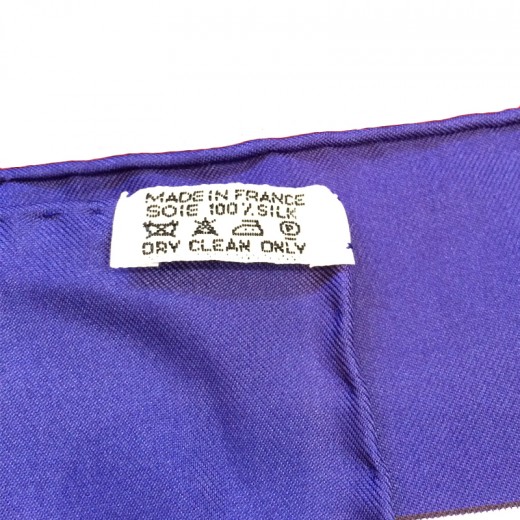 MADE IN FRANCE
SOIE 100% SILK
P
DRY CLEAN ONLY